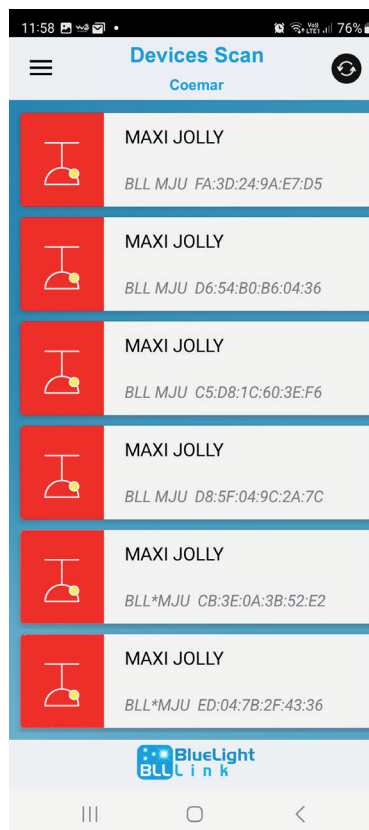 11:58 76%
Devices Scan
Coemar
MAXI JOLLY
BLL MJU FA:3D:24:9A:E7:D5
MAXI JOLLY
BLL MJU D6:54:B0:B6:04:36
MAXI JOLLY
BLL MJU C5:D8:1C:60:3E:F6
MAXI JOLLY
BLL MJU D8:5F:04:9C:2A:7C
MAXI JOLLY
BLL*MJU CB:3E:0A:3B:52:E2
MAXI JOLLY
BLL*MJU ED:04:7B:2F:43:36
BlueLight
BLL Link